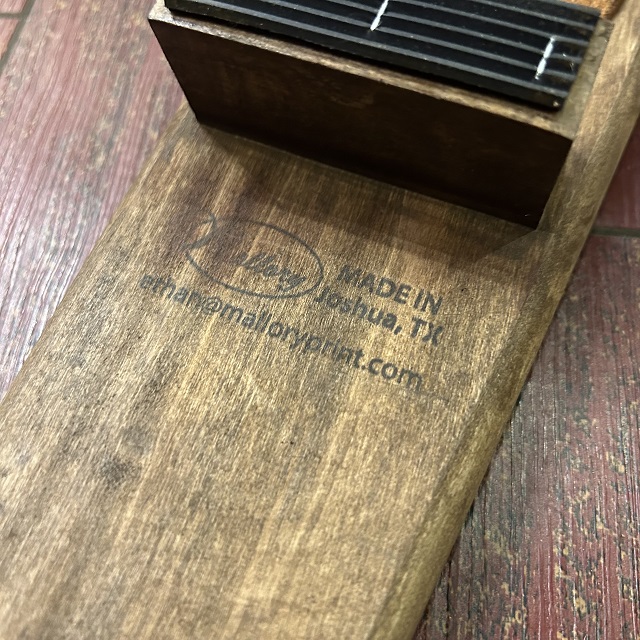 Mallory
MADE IN
Joshua, TX
ethan@malloryprint.com